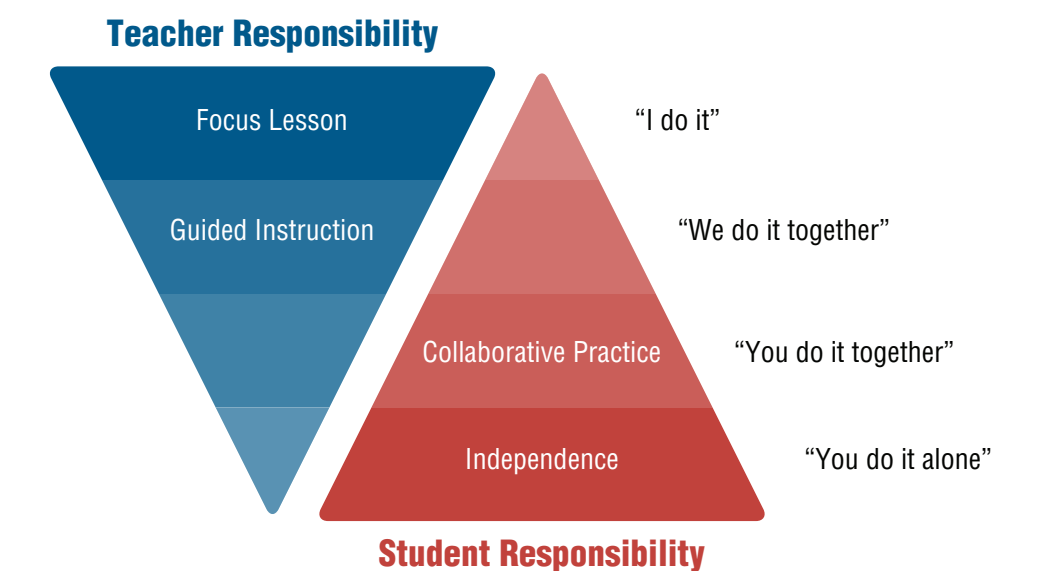 Teacher Responsibility
Focus Lesson
“I do it”
Guided Instruction
“We do it together”
Collaborative Practice
“You do it together”
Independence
“You do it alone”
Student Responsibility